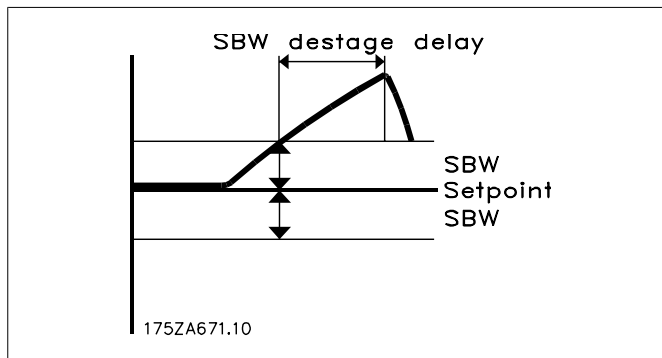 SBW destage delay
SBW
Setpoint
SBW
175ZA671.10